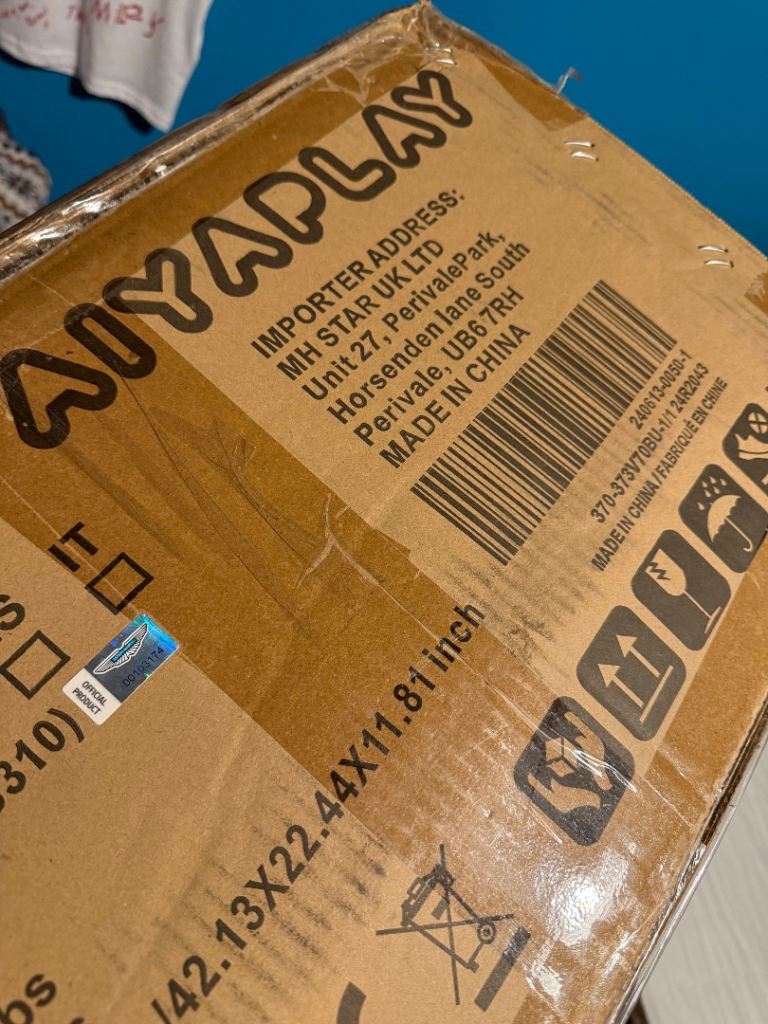 AIYAPLAY
IMPORTER ADDRESS:
MH STAR UK LTD
Unit 27, PerivalePark,
Horsenden lane South
Perivale, UB6 7RH
MADE IN CHINA
240613-0050-1
370-373V70BU-1/1 24R2043
MADE IN CHINA / FABRIQUÉ EN CHINE
IT
S
00103174
OFFICIAL
PRODUCT
310)
/42.13X22.44X11.81 inch
bs